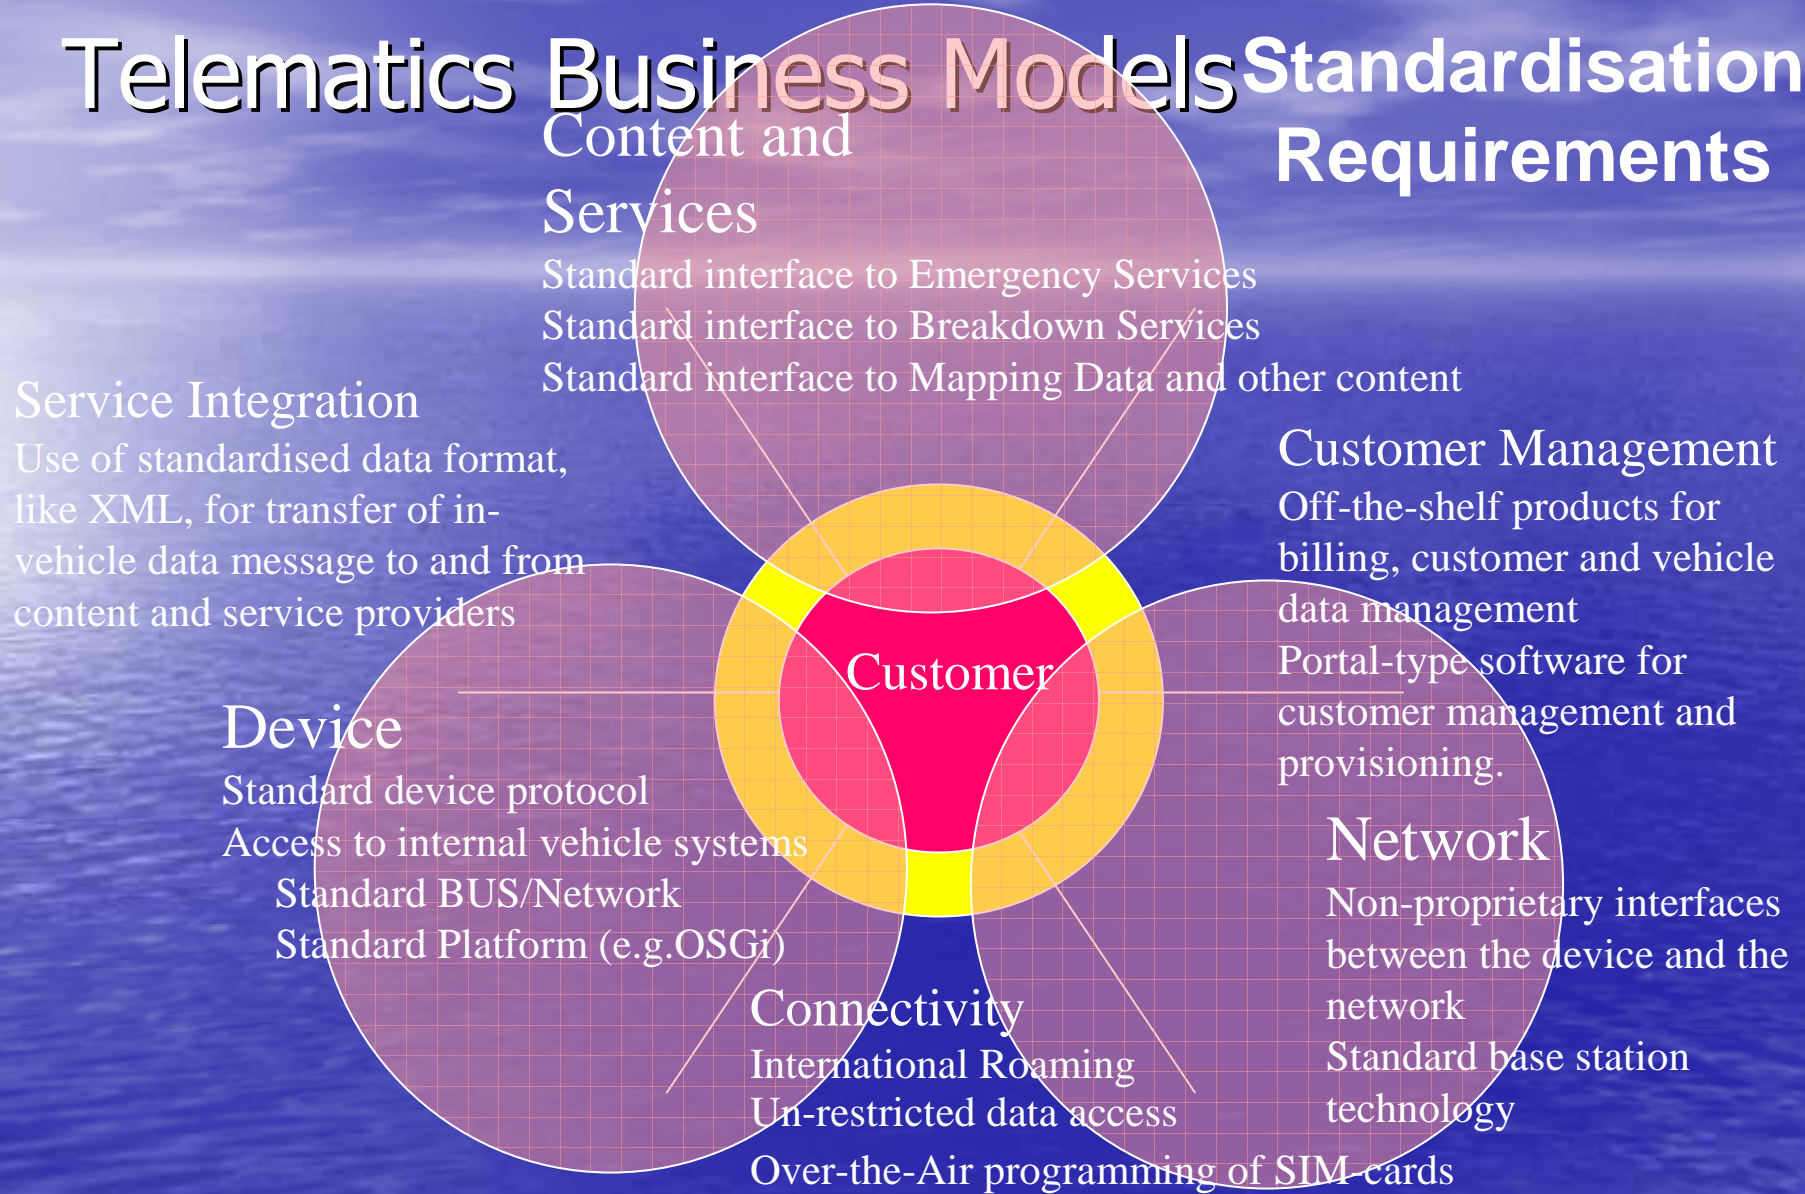 Telematics Business Models
Standardisation
Requirements
Content and
Services
Standard interface to Emergency Services
Standard interface to Breakdown Services
Standard interface to Mapping Data and other content
Service Integration
Use of standardised data format,
like XML, for transfer of in-
vehicle data message to and from
content and service providers
Customer Management
Off-the-shelf products for
billing, customer and vehicle
data management
Portal-type software for
customer management and
provisioning.
Customer
Device
Standard device protocol
Access to internal vehicle systems
Standard BUS/Network
Standard Platform (e.g.OSGi)
Network
Non-proprietary interfaces
between the device and the
network
Standard base station
technology
Connectivity
International Roaming
Un-restricted data access
Over-the-Air programming of SIM-cards